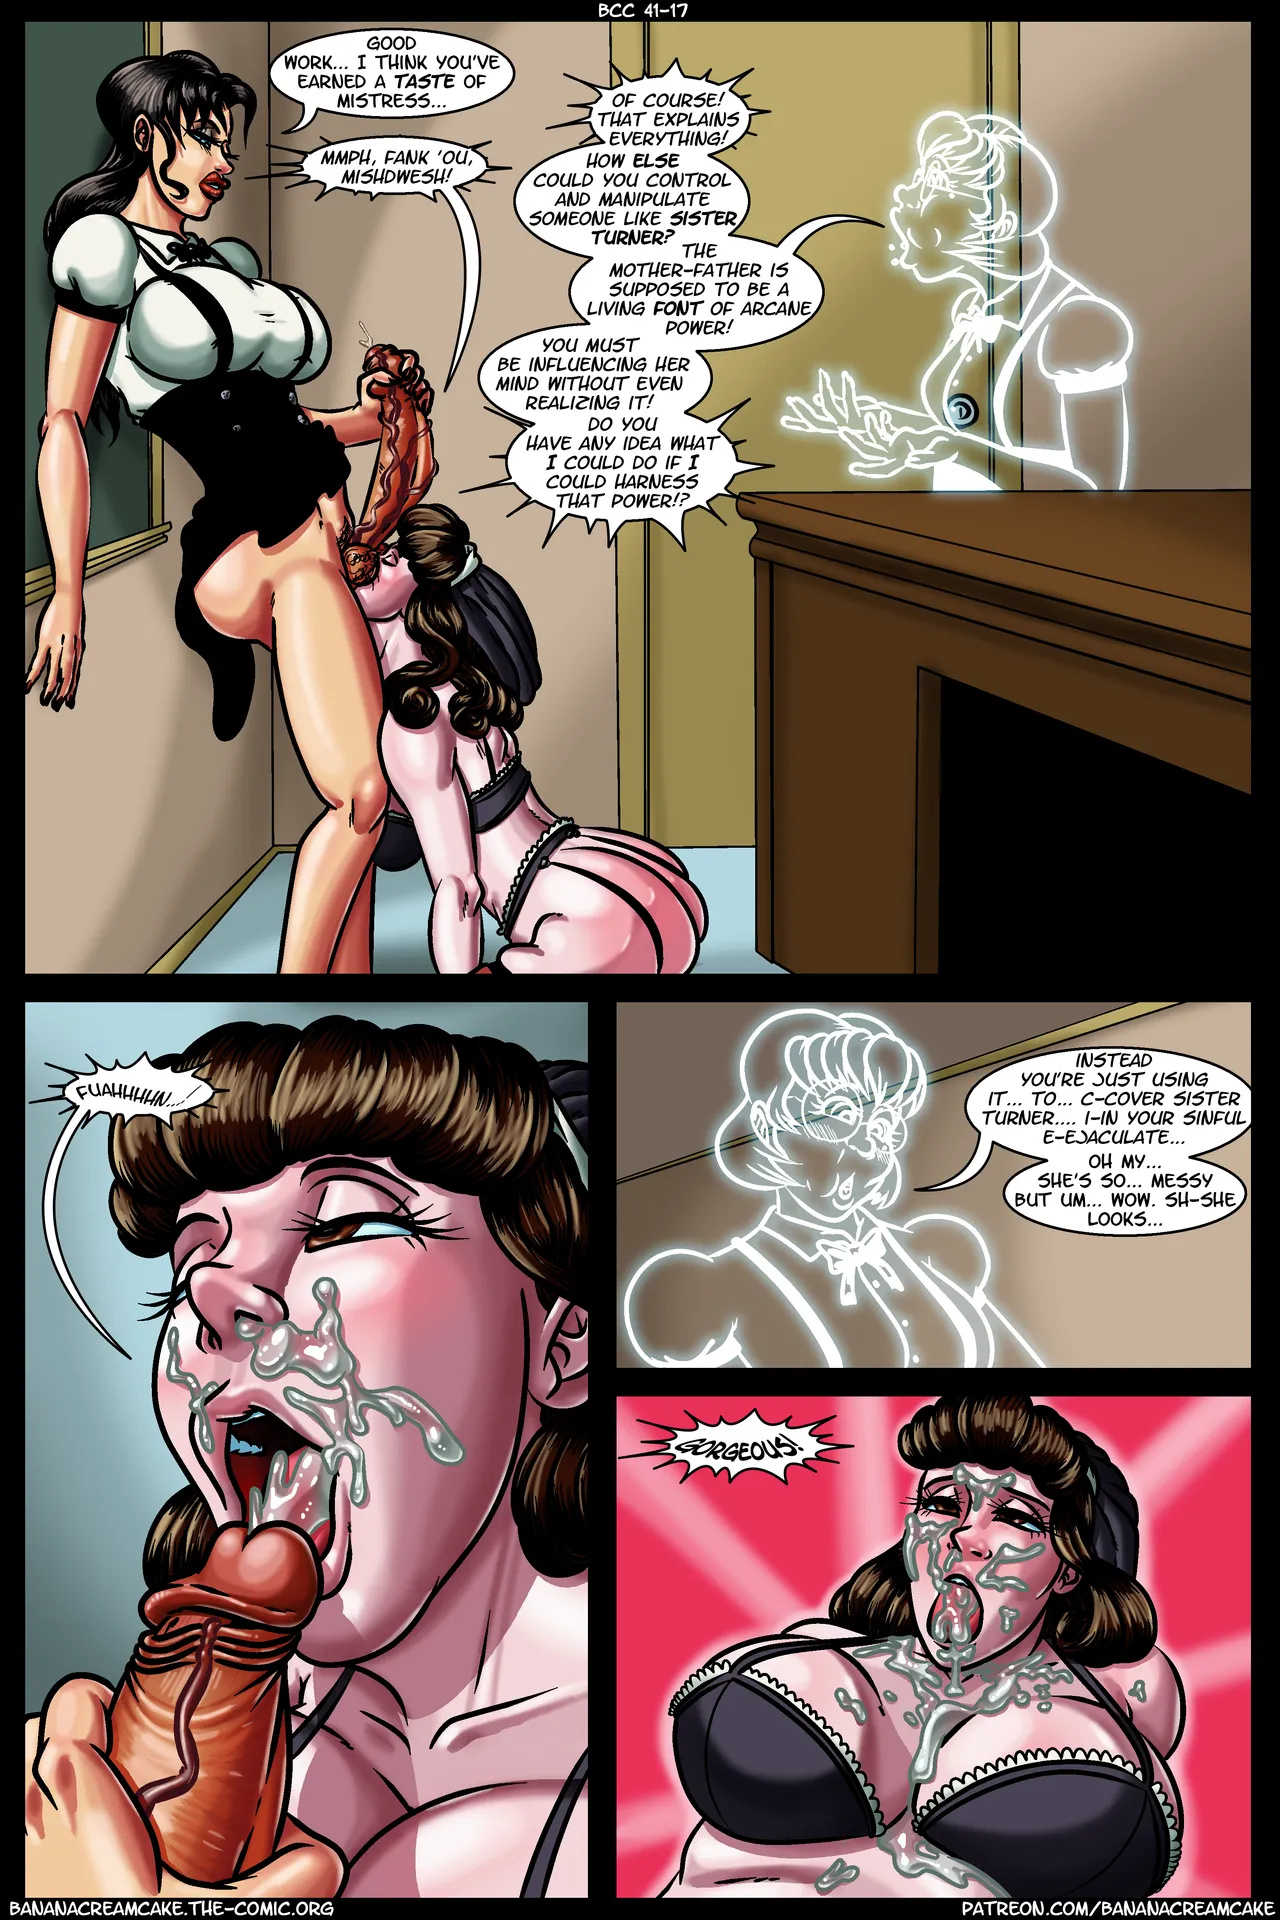 BCC 41-17
GOOD
WORK... I THINK YOU'VE
EARNED A TASTE OF
MISTRESS...
MMPH, FANK 'OU,
MISHDWESH!
OF COURSE!
THAT EXPLAINS
EVERYTHING!
HOW ELSE
COULD YOU CONTROL
AND MANIPULATE
SOMEONE LIKE SISTER
TURNER?
THE
MOTHER-FATHER IS
SUPPOSED TO BE A
LIVING FONT OF ARCANE
POWER!
YOU MUST
BE INFLUENCING HER
MIND WITHOUT EVEN
REALIZING IT!
DO YOU
HAVE ANY IDEA WHAT
I COULD DO IF I
COULD HARNESS
THAT POWER!?
FUAHHHHN...!
INSTEAD
YOU'RE JUST USING
IT... TO... C-COVER SISTER
TURNER.... I-IN YOUR SINFUL
E-EJACULATE...
OH MY...
SHE'S SO... MESSY
BUT UM... WOW. SH-SHE
LOOKS...
GORGEOUS!
BANANACREAMCAKE.THE-COMIC.ORG
PATREON.COM/BANANACREAMCAKE